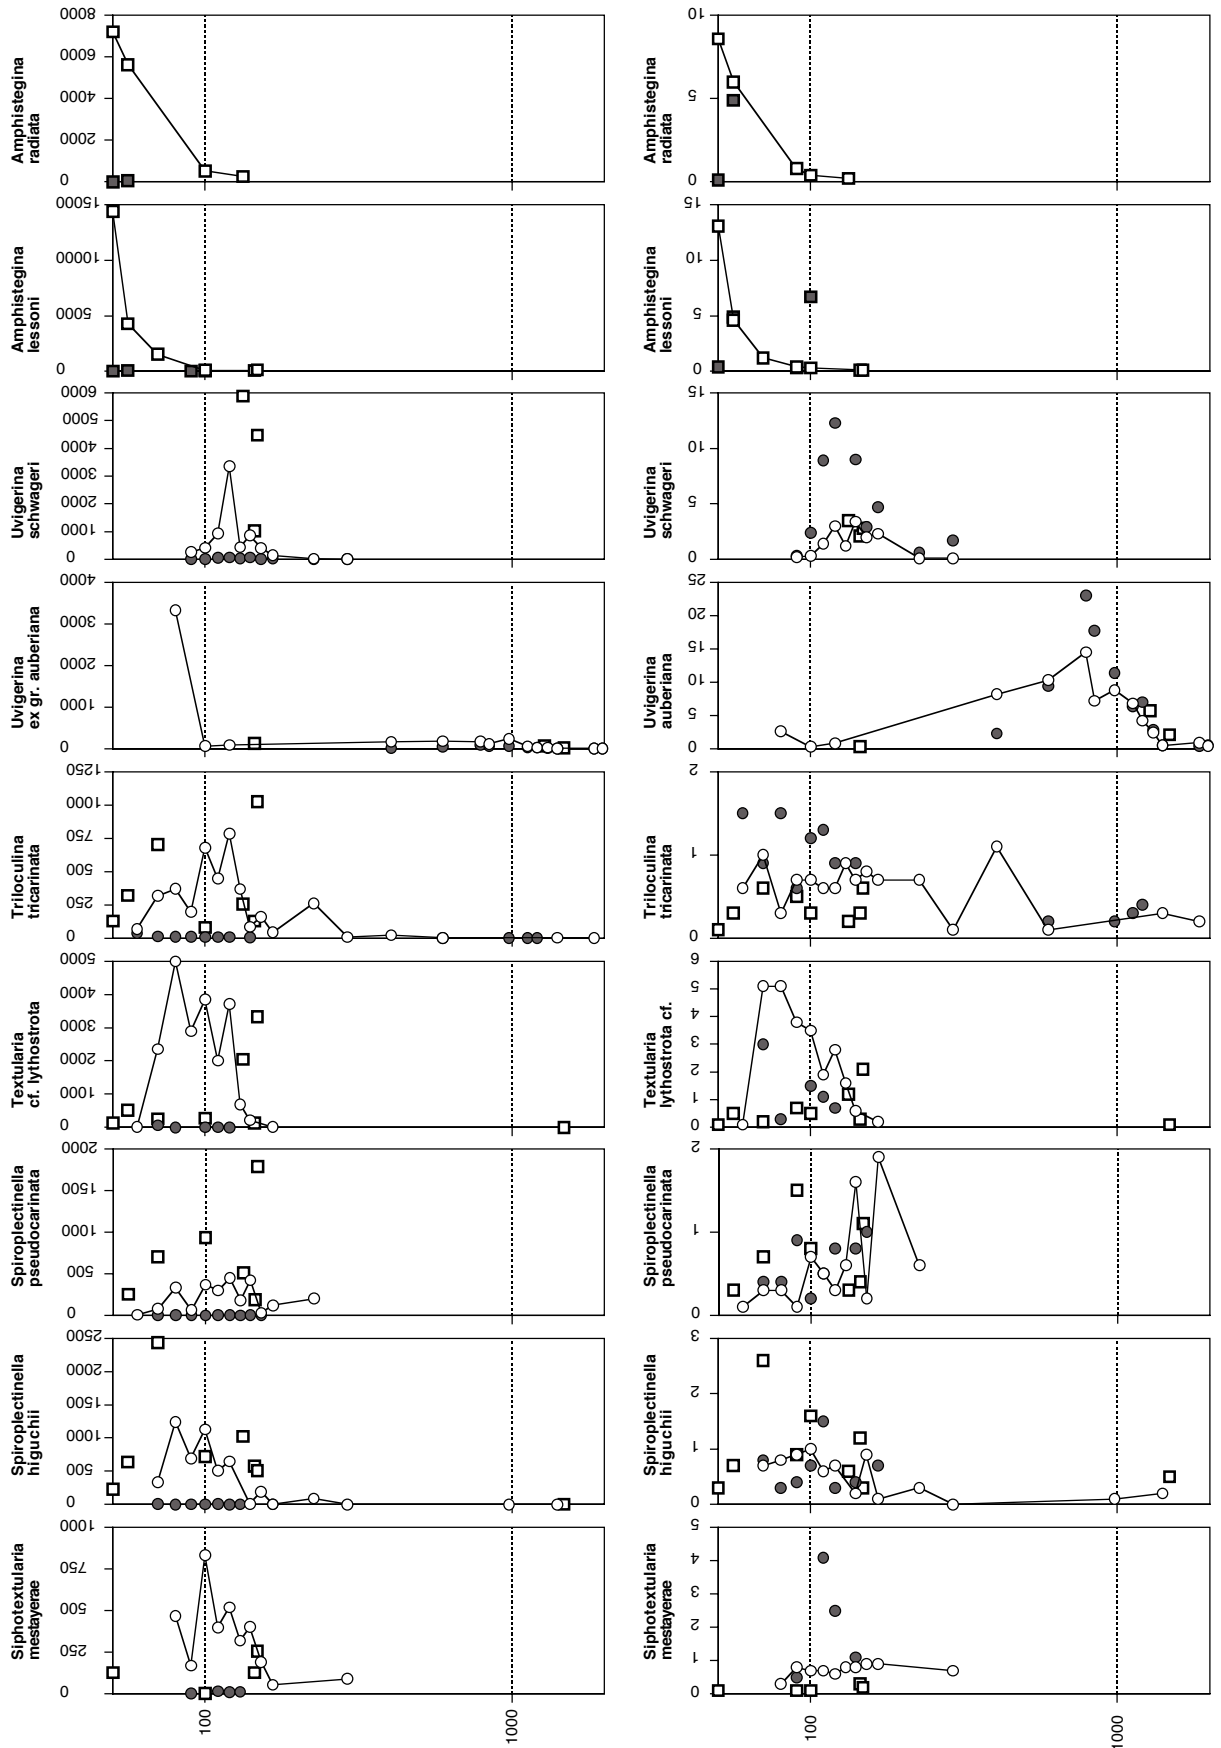 Amphistegina
radiata
8000
6000
4000
2000
0
Amphistegina
radiata
10
5
0
Amphistegina
lessoni
15000
10000
5000
0
Amphistegina
lessoni
15
10
5
0
Uvigerina
schwageri
6000
5000
4000
3000
2000
1000
0
Uvigerina
schwageri
15
10
5
0
Uvigerina
ex gr. auberiana
4000
3000
2000
1000
0
Uvigerina
auberiana
25
20
15
10
5
0
Triloculina
tricarinata
1250
1000
750
500
250
0
Triloculina
tricarinata
2
1
0
Textularia
cf. lythostrota
5000
4000
3000
2000
1000
0
Textularia
lythostrota cf.
6
5
4
3
2
1
0
Spiroplectinella
pseudocarinata
2000
1500
1000
500
0
Spiroplectinella
pseudocarinata
2
1
0
Spiroplectinella
higuchii
2500
2000
1500
1000
500
0
Spiroplectinella
higuchii
3
2
1
0
Siphotextularia
mestayerae
1000
750
500
250
0
Siphotextularia
mestayerae
5
4
3
2
1
0
100
1000
100
1000